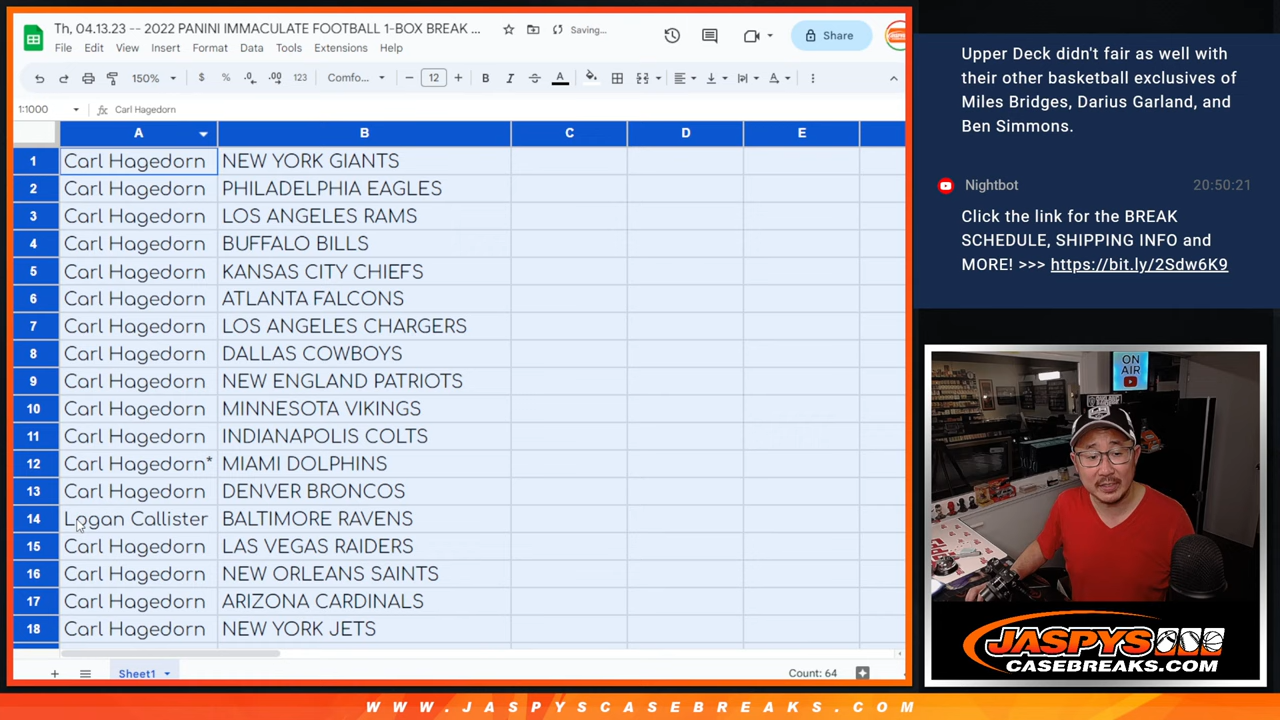 Th, 04.13.23 -- 2022 PANINI IMMACULATE FOOTBALL 1-BOX BREAK ...
Saving...
Share
File Edit View Insert Format Data Tools Extensions Help
150% $ % .0 .00 123 Comfo... 12 B I A
1:1000 fx Carl Hagedorn
A B C D E
1 Carl Hagedorn NEW YORK GIANTS
2 Carl Hagedorn PHILADELPHIA EAGLES
3 Carl Hagedorn LOS ANGELES RAMS
4 Carl Hagedorn BUFFALO BILLS
5 Carl Hagedorn KANSAS CITY CHIEFS
6 Carl Hagedorn ATLANTA FALCONS
7 Carl Hagedorn LOS ANGELES CHARGERS
8 Carl Hagedorn DALLAS COWBOYS
9 Carl Hagedorn NEW ENGLAND PATRIOTS
10 Carl Hagedorn MINNESOTA VIKINGS
11 Carl Hagedorn INDIANAPOLIS COLTS
12 Carl Hagedorn* MIAMI DOLPHINS
13 Carl Hagedorn DENVER BRONCOS
14 Logan Callister BALTIMORE RAVENS
15 Carl Hagedorn LAS VEGAS RAIDERS
16 Carl Hagedorn NEW ORLEANS SAINTS
17 Carl Hagedorn ARIZONA CARDINALS
18 Carl Hagedorn NEW YORK JETS
Sheet1
Count: 64
Upper Deck didn't fair as well with
their other basketball exclusives of
Miles Bridges, Darius Garland, and
Ben Simmons.
Nightbot 20:50:21
Click the link for the BREAK
SCHEDULE, SHIPPING INFO and
MORE! >>> https://bit.ly/2Sdw6K9
ON
AIR
JASPYS
CASEBREAKS.COM
WWW.JASPYSCASEBREAKS.COM